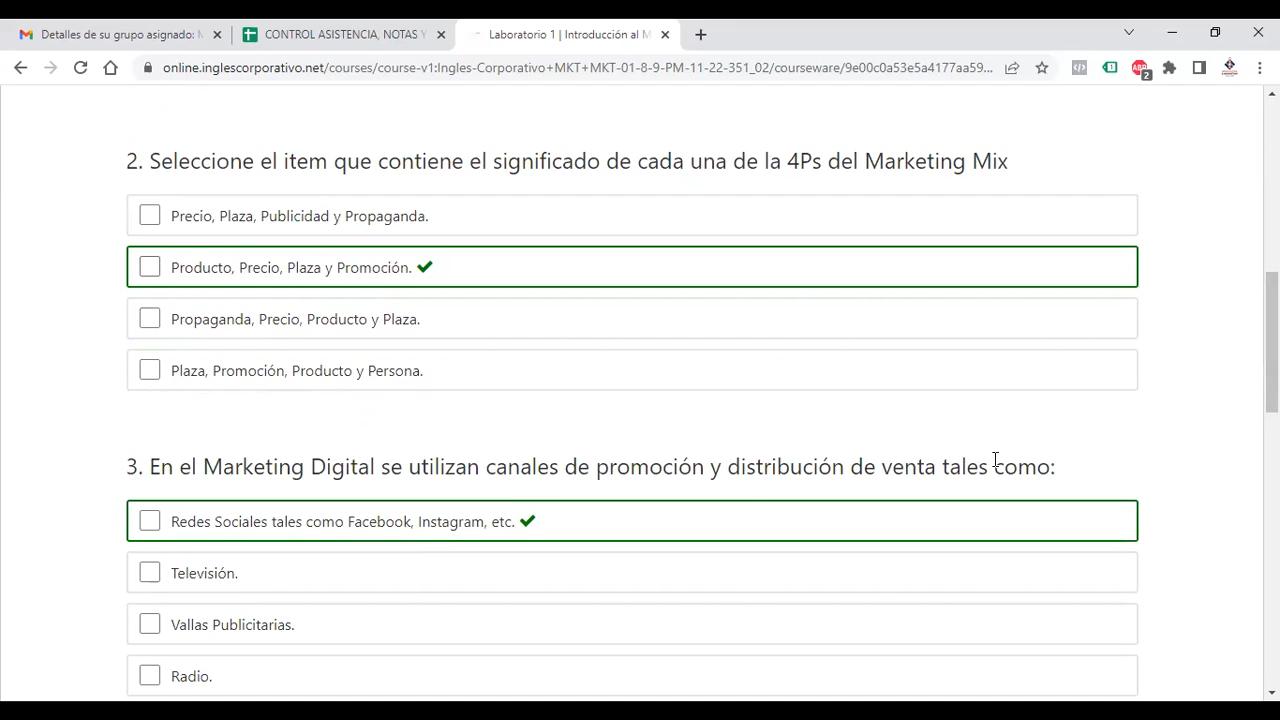 Detalles de su grupo asignado: M
CONTROL ASISTENCIA, NOTAS Y
Laboratorio 1 | Introducción al M
online.inglescorporativo.net/courses/course-v1:Ingles-Corporativo+MKT+MKT-01-8-9-PM-11-22-351_02/courseware/9e00c0a53e5a4177aa59...
1
ABP
2
2. Seleccione el item que contiene el significado de cada una de la 4Ps del Marketing Mix
Precio, Plaza, Publicidad y Propaganda.
Producto, Precio, Plaza y Promoción.
Propaganda, Precio, Producto y Plaza.
Plaza, Promoción, Producto y Persona.
3. En el Marketing Digital se utilizan canales de promoción y distribución de venta tales como:
Redes Sociales tales como Facebook, Instagram, etc.
Televisión.
Vallas Publicitarias.
Radio.